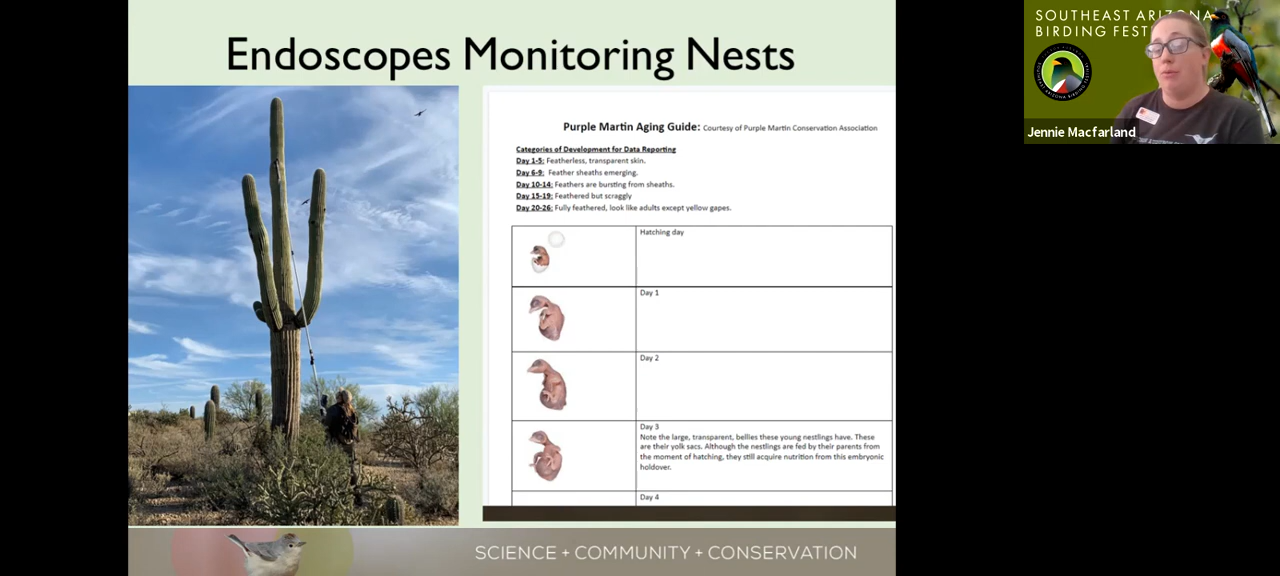 Endoscopes Monitoring Nests
Purple Martin Aging Guide: Courtesy of Purple Martin Conservation Association
Categories of Development for Data Reporting
Day 1-5: Featherless, transparent skin.
Day 6-9: Feather sheaths emerging.
Day 10-14: Feathers are bursting from sheaths.
Day 15-19: Feathered but scraggly
Day 20-26: Fully feathered, look like adults except yellow gapes.
Hatching day
Day 1
Day 2
Day 3
Note the large, transparent, bellies these young nestlings have. These
are their yolk sacs. Although the nestlings are fed by their parents from
the moment of hatching, they still acquire nutrition from this embryonic
holdover.
Day 4
SCIENCE + COMMUNITY + CONSERVATION
SOUTHEAST ARIZONA
BIRDING FEST
Jennie Macfarland